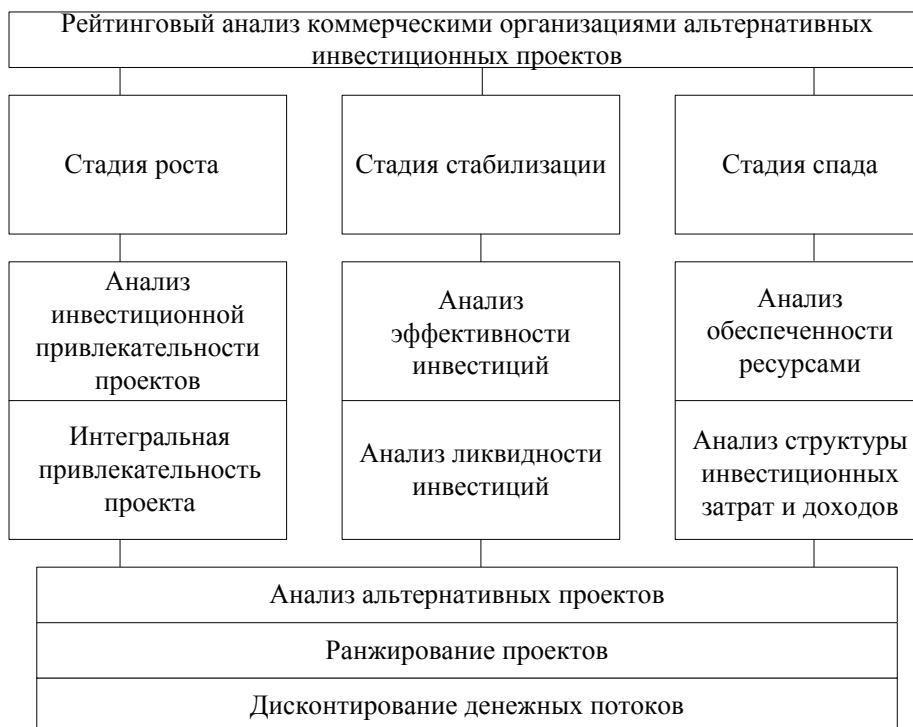 Рейтинговый анализ коммерческими организациями альтернативных
инвестиционных проектов
Стадия роста
Стадия стабилизации
Стадия спада
Анализ
инвестиционной
привлекательности
проектов
Анализ
эффективности
инвестиций
Анализ
обеспеченности
ресурсами
Интегральная
привлекательность
проекта
Анализ ликвидности
инвестиций
Анализ структуры
инвестиционных
затрат и доходов
Анализ альтернативных проектов
Ранжирование проектов
Дисконтирование денежных потоков